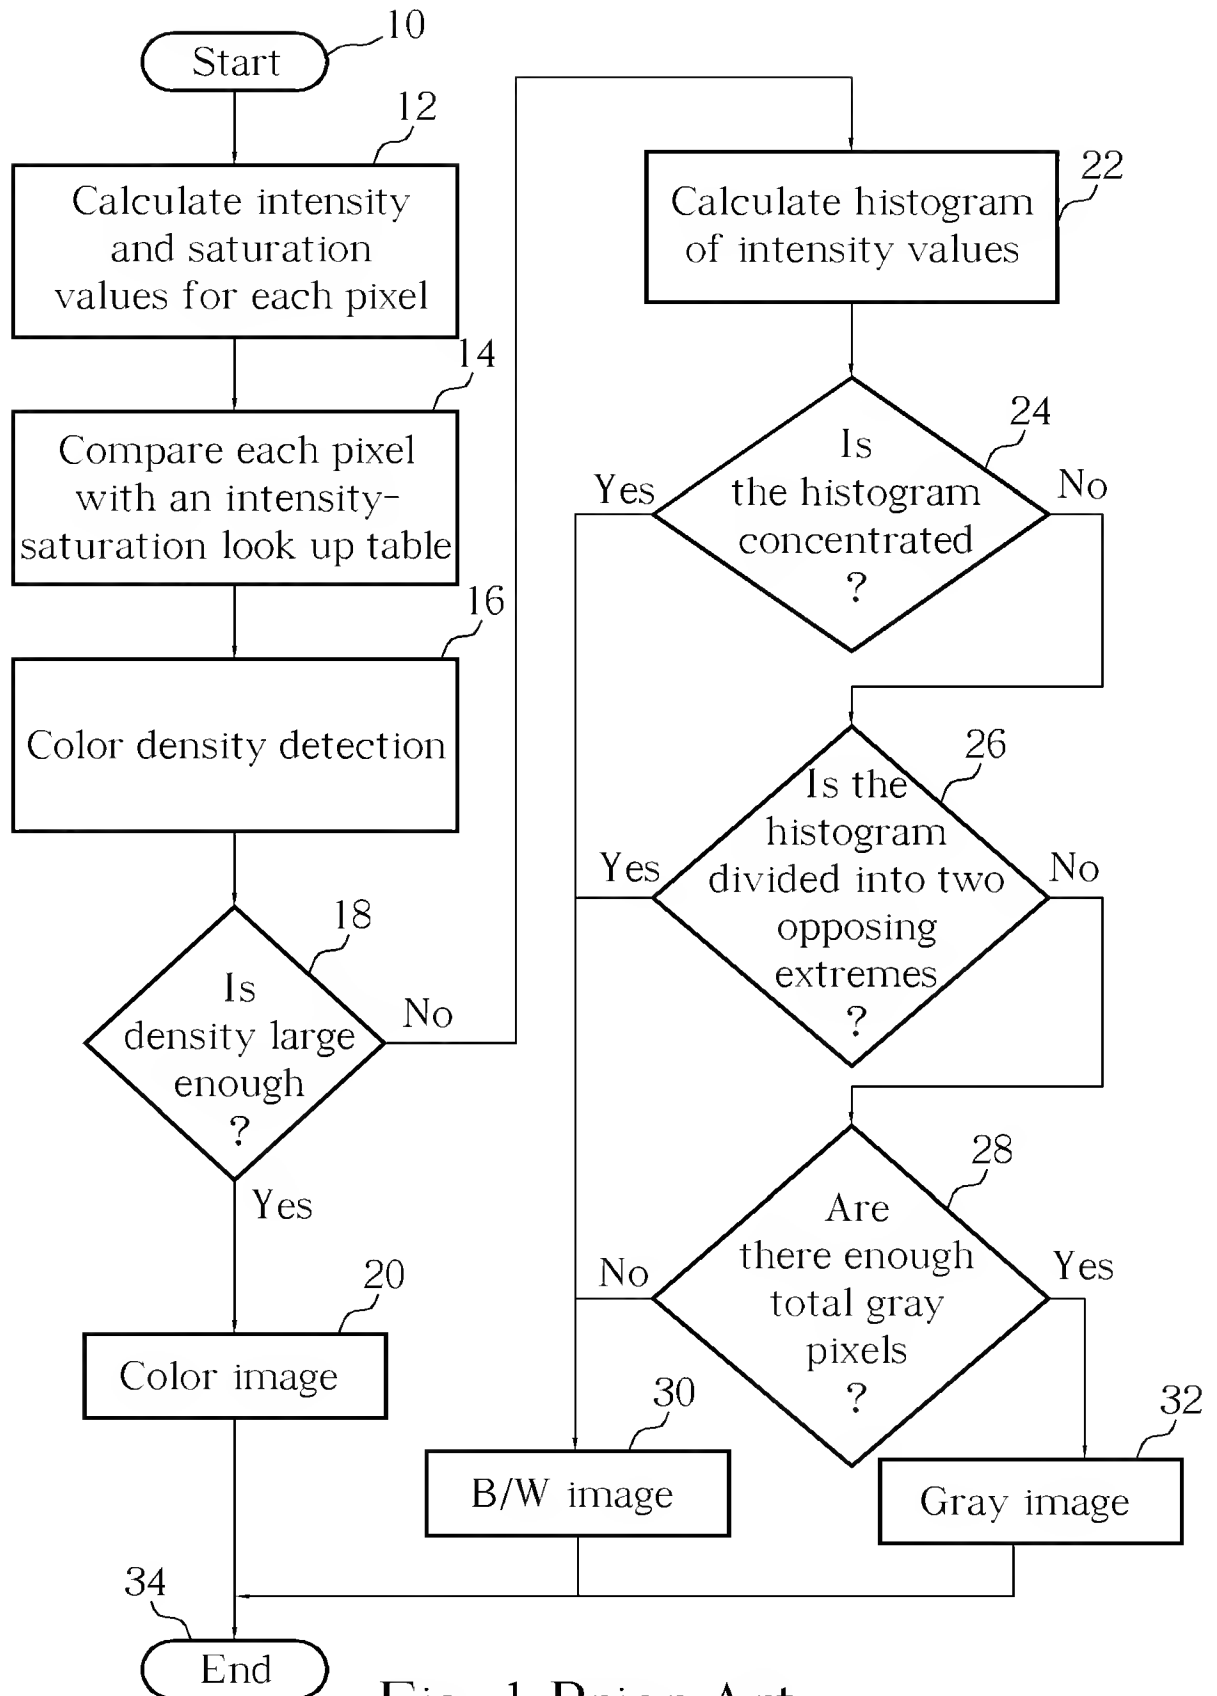 10
Start
12
Calculate intensity
and saturation
values for each pixel
14
Compare each pixel
with an intensity-
saturation look up table
16
Color density detection
18
Is
density large
enough
?
No
Yes
20
Color image
22
Calculate histogram
of intensity values
24
Is
the histogram
concentrated
?
Yes
No
26
Is the
histogram
divided into two
opposing
extremes
?
Yes
No
28
Are
there enough
total gray
pixels
?
No
Yes
30
B/W image
32
Gray image
34
End
Fig. 1 Prior Art